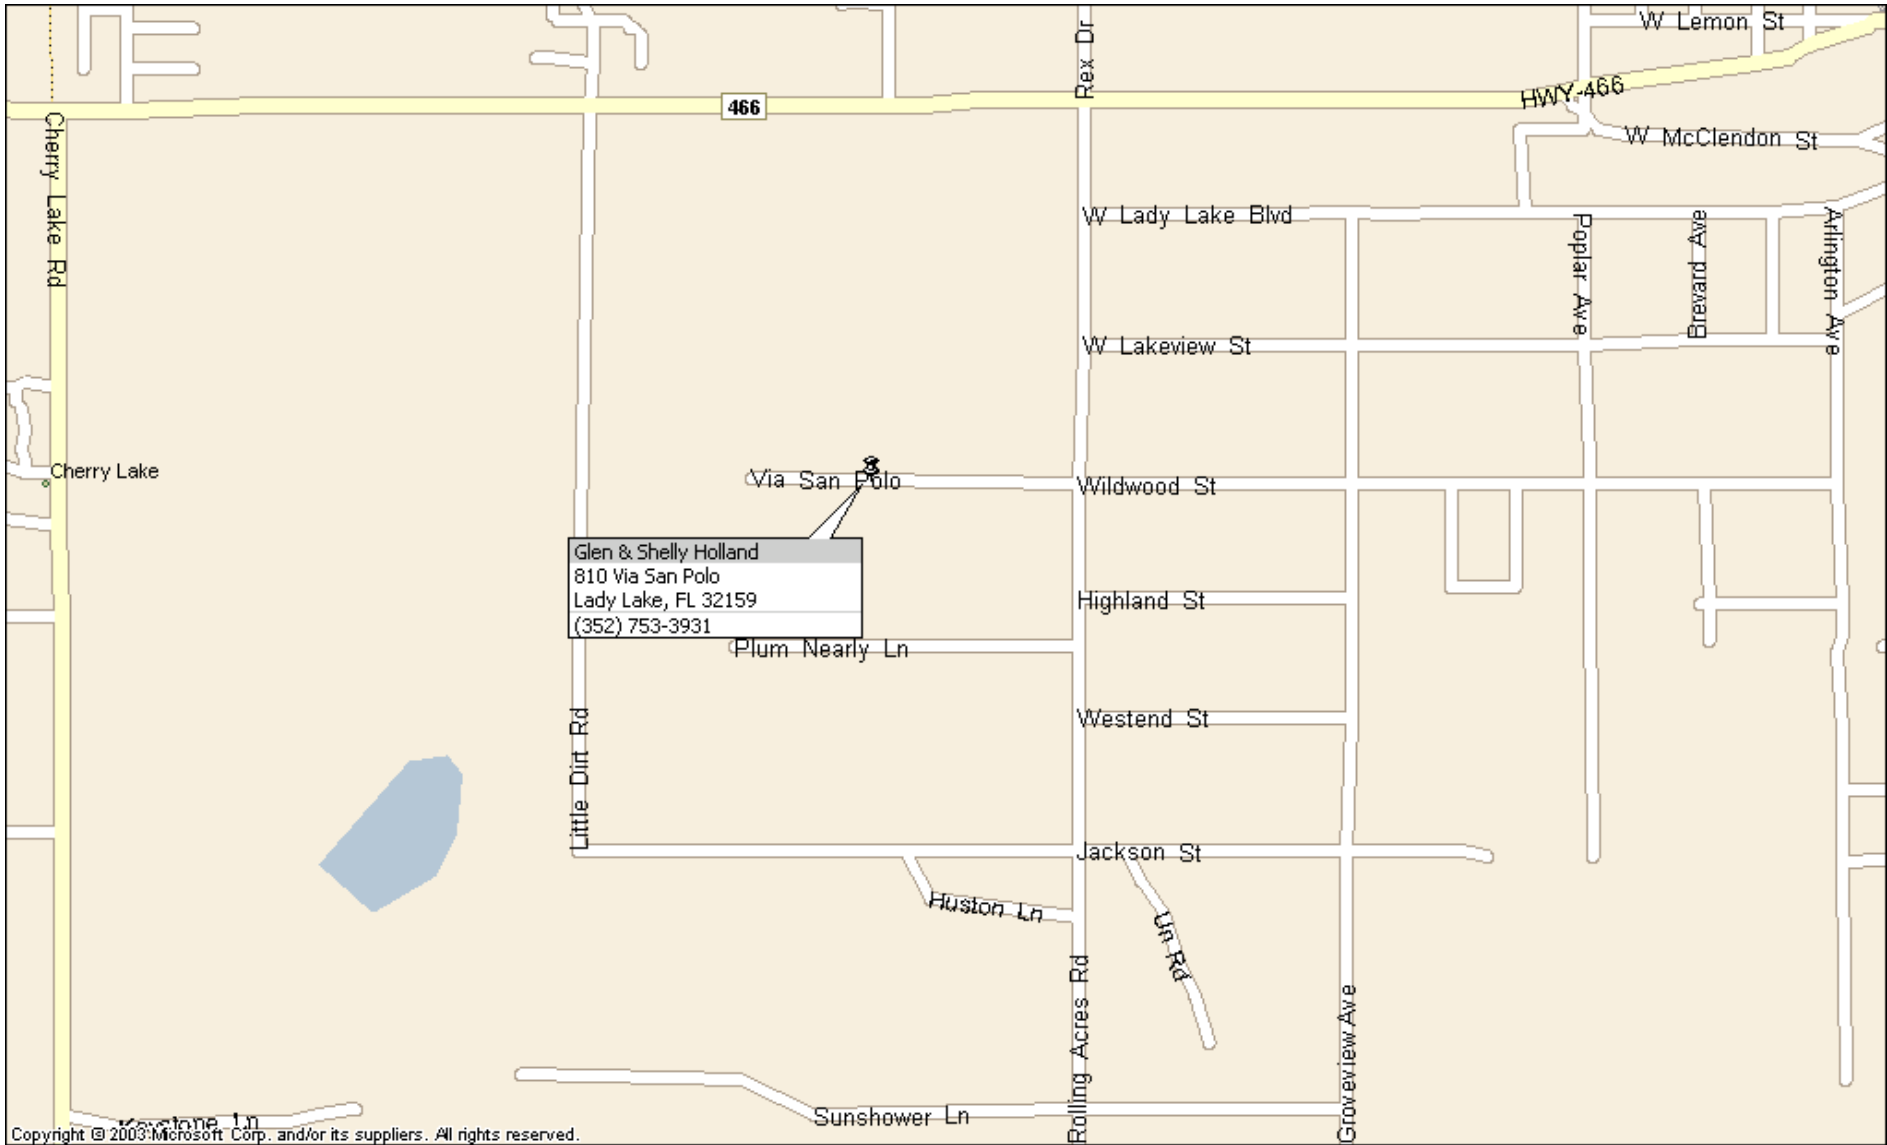 W Lemon St
Rex Dr
HWY-466
466
Cherry Lake Rd
W McClendon St
W Lady Lake Blvd
Poplar Ave
Brevard Ave
Arlington Ave
W Lakeview St
Cherry Lake
Via San Polo
Wildwood St
Glen & Shelly Holland
810 Via San Polo
Lady Lake, FL 32159
(352) 753-3931
Highland St
Plum Nearly Ln
Little Dirt Rd
Westend St
Jackson St
Huston Ln
Un Rd
Rolling Acres Rd
Groveview Ave
Sunshower Ln
Keystone Ln
Copyright © 2003 Microsoft Corp. and/or its suppliers. All rights reserved.